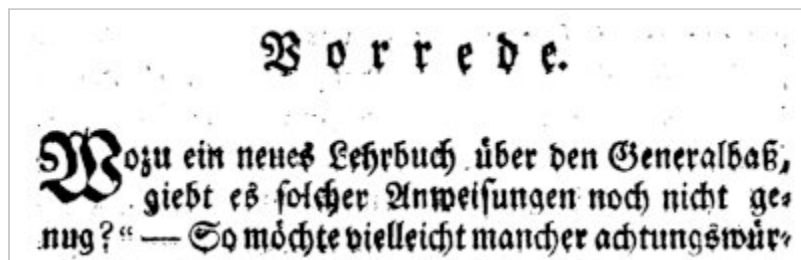 Vorrede.
Wozu ein neues Lehrbuch über den Generalbaß,
giebt es solcher Anweisungen noch nicht ge-
nug?“ — So möchte vielleicht mancher achtungswür-